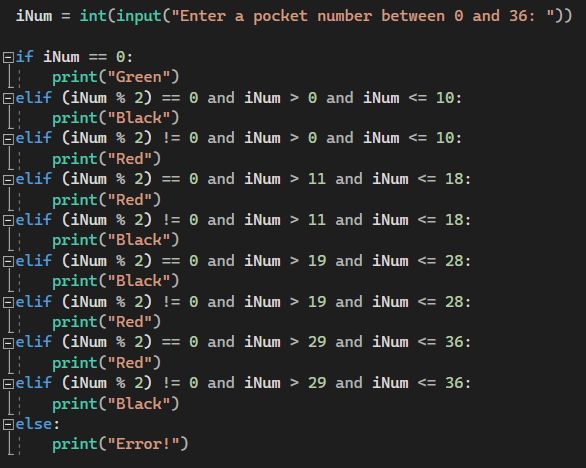 iNum = int(input("Enter a pocket number between 0 and 36: "))
if iNum == 0:
    print("Green")
elif (iNum % 2) == 0 and iNum > 0 and iNum <= 10:
    print("Black")
elif (iNum % 2) != 0 and iNum > 0 and iNum <= 10:
    print("Red")
elif (iNum % 2) == 0 and iNum > 11 and iNum <= 18:
    print("Red")
elif (iNum % 2) != 0 and iNum > 11 and iNum <= 18:
    print("Black")
elif (iNum % 2) == 0 and iNum > 19 and iNum <= 28:
    print("Black")
elif (iNum % 2) != 0 and iNum > 19 and iNum <= 28:
    print("Red")
elif (iNum % 2) == 0 and iNum > 29 and iNum <= 36:
    print("Red")
elif (iNum % 2) != 0 and iNum > 29 and iNum <= 36:
    print("Black")
else:
    print("Error!")